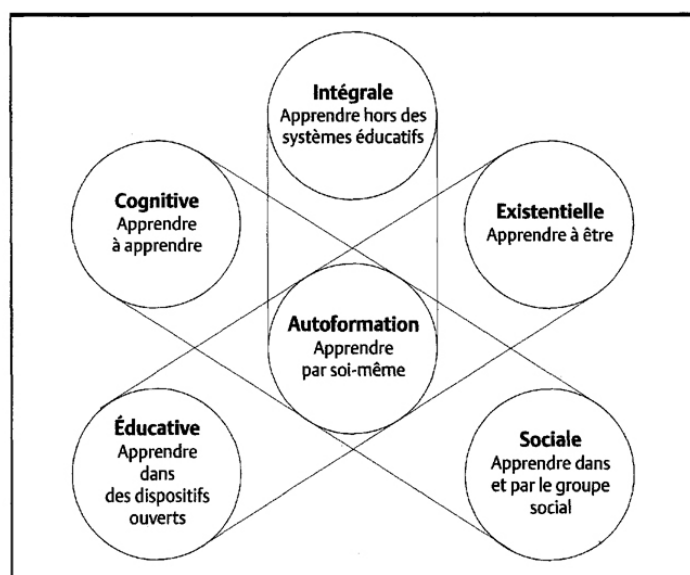 Intégrale
Apprendre hors des
systèmes éducatifs
Cognitive
Apprendre
à apprendre
Existentielle
Apprendre à être
Autoformation
Apprendre
par soi-même
Éducative
Apprendre
dans
des dispositifs
ouverts
Sociale
Apprendre dans
et par le groupe
social